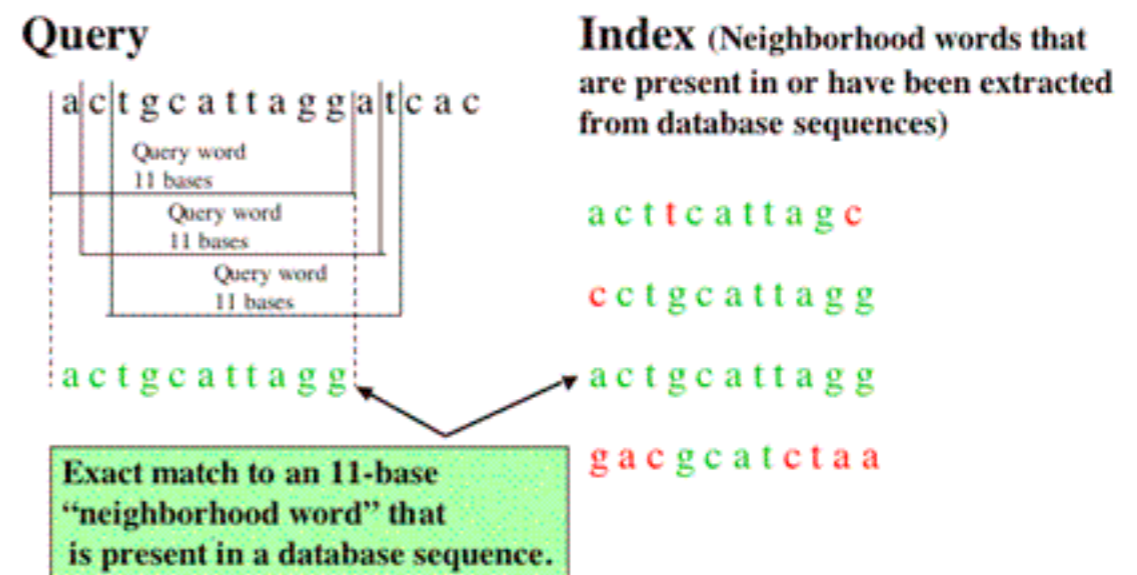 Query
a c t g c a t t a g g a t c a c
Query word
11 bases
Query word
11 bases
Query word
11 bases
a c t g c a t t a g g
Exact match to an 11-base
“neighborhood word” that
is present in a database sequence.
Index (Neighborhood words that
are present in or have been extracted
from database sequences)
a c t t c a t t a g c
c c t g c a t t a g g
a c t g c a t t a g g
g a c g c a t c t a a